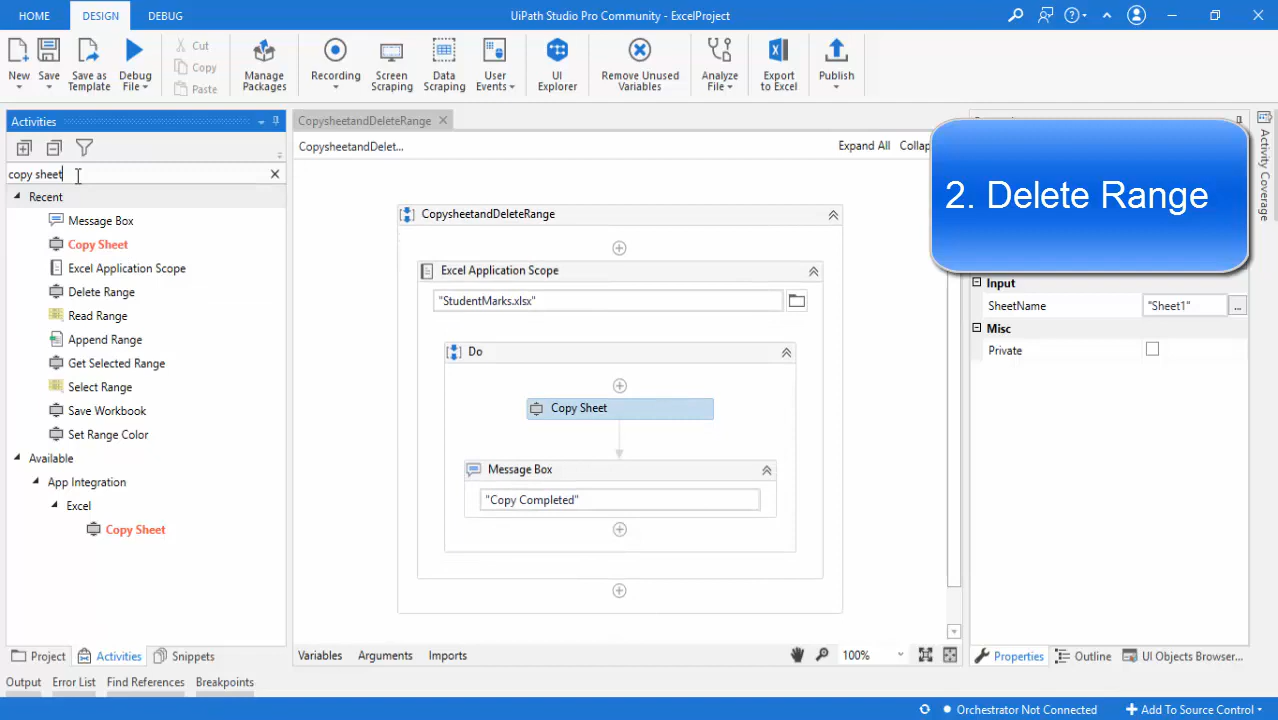 HOME DESIGN DEBUG UiPath Studio Pro Community - ExcelProject
New Save Save as Template Debug File Cut Copy Paste Manage Packages Recording Screen Scraping Data Scraping User Events UI Explorer Remove Unused Variables Analyze File Export to Excel Publish
Activities
copy sheet
Recent
Message Box
Copy Sheet
Excel Application Scope
Delete Range
Read Range
Append Range
Get Selected Range
Select Range
Save Workbook
Set Range Color
Available
App Integration
Excel
Copy Sheet
Project Activities Snippets
CopysheetandDeleteRange
CopysheetandDelet... Expand All
CopysheetandDeleteRange
Excel Application Scope
"StudentMarks.xlsx"
Do
Copy Sheet
Message Box
"Copy Completed"
Variables Arguments Imports 100%
2. Delete Range
Input
SheetName "Sheet1" ...
Misc
Private
Properties Outline UI Objects Browser...
Activity Coverage
Output Error List Find References Breakpoints
Orchestrator Not Connected Add To Source Control